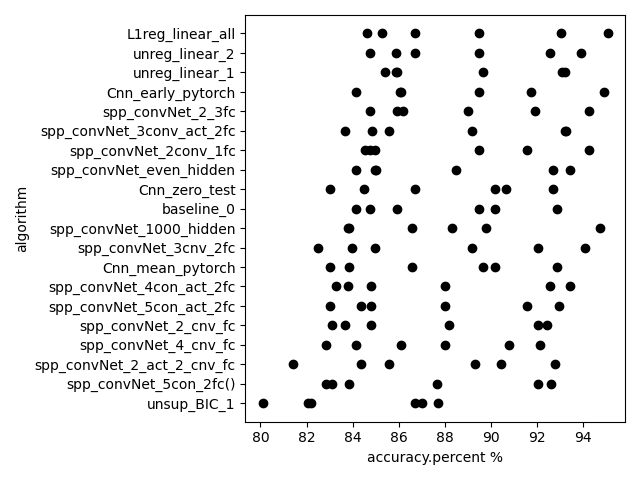 L1reg_linear_all
unreg_linear_2
unreg_linear_1
Cnn_early_pytorch
spp_convNet_2_3fc
spp_convNet_3conv_act_2fc
spp_convNet_2conv_1fc
spp_convNet_even_hidden
Cnn_zero_test
baseline_0
spp_convNet_1000_hidden
spp_convNet_3cnv_2fc
Cnn_mean_pytorch
spp_convNet_4con_act_2fc
spp_convNet_5con_act_2fc
spp_convNet_2_cnv_fc
spp_convNet_4_cnv_fc
spp_convNet_2_act_2_cnv_fc
spp_convNet_5con_2fc()
unsup_BIC_1
algorithm
80 82 84 86 88 90 92 94
accuracy.percent %